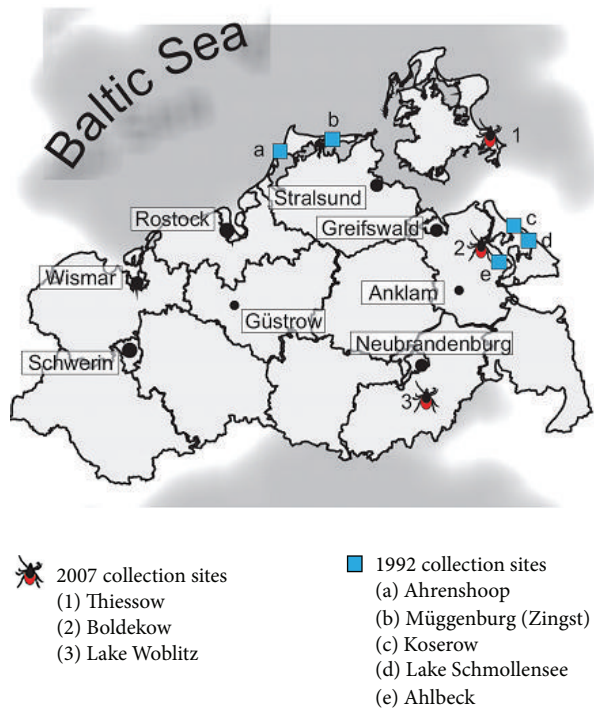 Baltic Sea
b
1
a
Stralsund
Rostock
Greifswald
c
2
d
Wismar
e
Anklam
Güstrow
Neubrandenburg
Schwerin
3
2007 collection sites
(1) Thiessow
(2) Boldekow
(3) Lake Woblitz
1992 collection sites
(a) Ahrenshoop
(b) Müggenburg (Zingst)
(c) Koserow
(d) Lake Schmollensee
(e) Ahlbeck